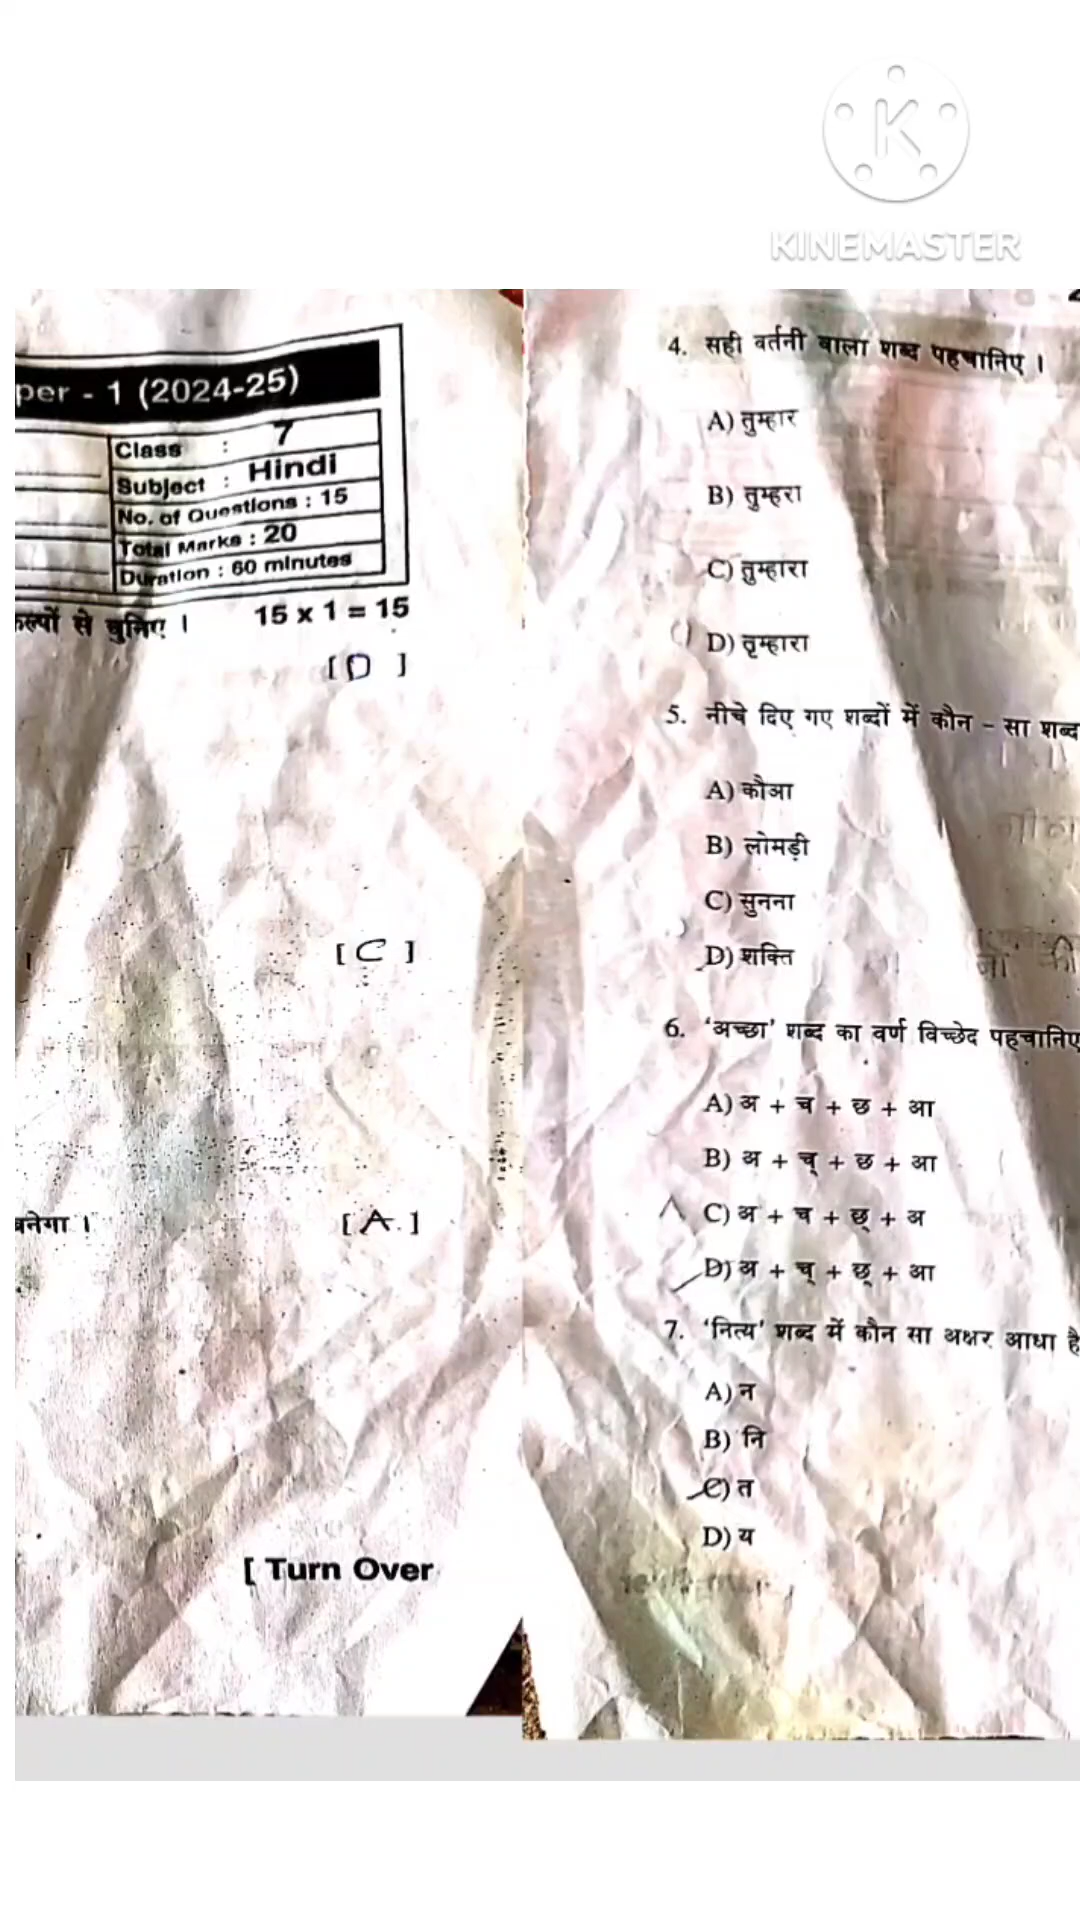 KINEMASTER
per - 1 (2024-25)
Class : 7
Subject : Hindi
No. of Questions : 15
Total Marks : 20
Duration : 60 minutes
से चुनिए । 15 x 1 = 15
[ D ]
[ C ]
बनेगा । [ A. ]
[ Turn Over
4. सही वर्तनी वाला शब्द पहचानिए ।
A) तुम्हार
B) तुम्हरा
C) तुम्हारा
D) तृम्हारा
5. नीचे दिए गए शब्दों में कौन – सा शब्द
A) कौआ
B) लोमड़ी
C) सुनना
D) शक्ति
6. 'अच्छा' शब्द का वर्ण विच्छेद पहचानिए
A) अ + च + छ + आ
B) अ + च् + छ + आ
C) अ + च + छ् + अ
D) अ + च् + छ् + आ
7. 'नित्य' शब्द में कौन सा अक्षर आधा है
A) न
B) नि
C) त
D) य